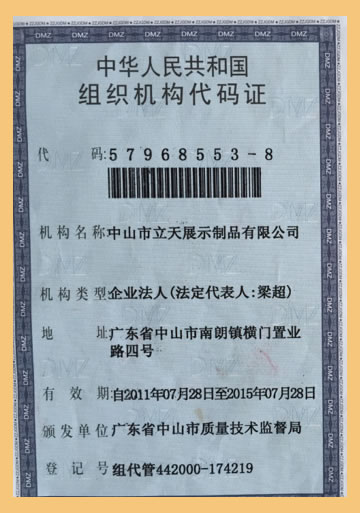 中华人民共和国
组织机构代码证
代 码:57968553-8
机构名称:中山市立天展示制品有限公司
机构类型:企业法人(法定代表人:梁超)
地 址:广东省中山市南朗镇横门置业
路四号
有 效 期:自2011年07月28日至2015年07月28日
颁发单位:广东省中山市质量技术监督局
登 记 号:组代管442000-174219